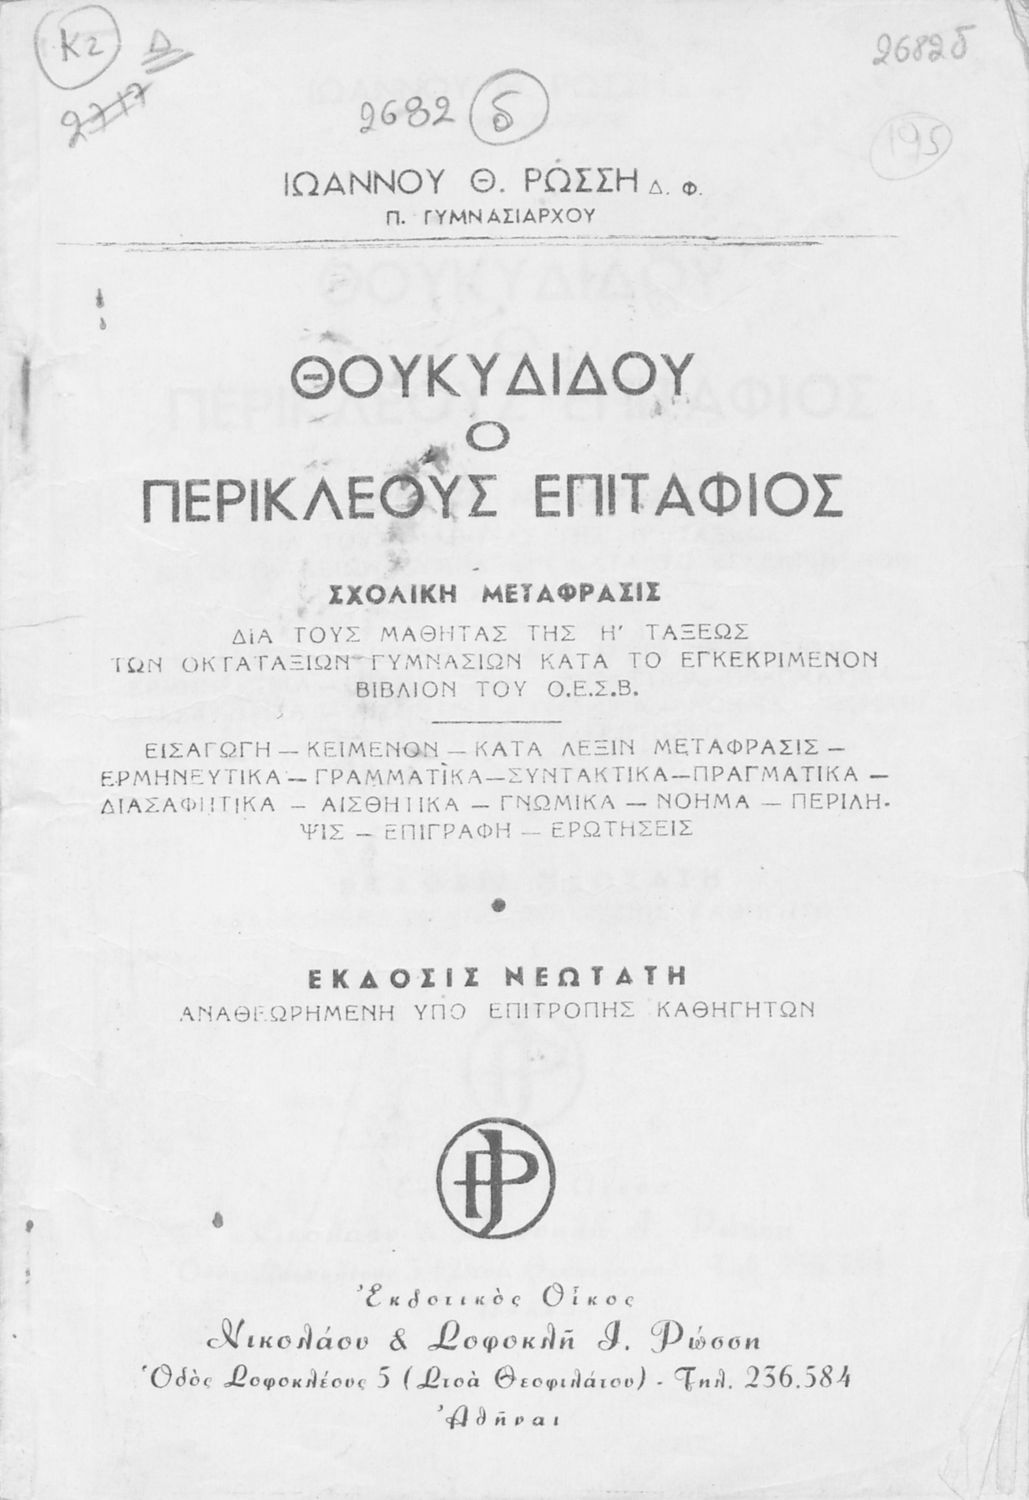 Κ2 Δ
2717
2682 δ
2682δ
195
ΙΩΑΝΝΟΥ Θ. ΡΩΣΣΗ Δ. Φ.
Π. ΓΥΜΝΑΣΙΑΡΧΟΥ
ΘΟΥΚΥΔΙΔΟΥ
Ο
ΠΕΡΙΚΛΕΟΥΣ ΕΠΙΤΑΦΙΟΣ
ΣΧΟΛΙΚΗ ΜΕΤΑΦΡΑΣΙΣ
ΔΙΑ ΤΟΥΣ ΜΑΘΗΤΑΣ ΤΗΣ Η' ΤΑΞΕΩΣ
ΤΩΝ ΟΚΤΑΤΑΞΙΩΝ ΓΥΜΝΑΣΙΩΝ ΚΑΤΑ ΤΟ ΕΓΚΕΚΡΙΜΕΝΟΝ
ΒΙΒΛΙΟΝ ΤΟΥ Ο.Ε.Σ.Β.
ΕΙΣΑΓΩΓΗ — ΚΕΙΜΕΝΟΝ — ΚΑΤΑ ΛΕΞΙΝ ΜΕΤΑΦΡΑΣΙΣ —
ΕΡΜΗΝΕΥΤΙΚΑ — ΓΡΑΜΜΑΤΙΚΑ — ΣΥΝΤΑΚΤΙΚΑ — ΠΡΑΓΜΑΤΙΚΑ —
ΔΙΑΣΑΦΗΤΙΚΑ — ΑΙΣΘΗΤΙΚΑ — ΓΝΩΜΙΚΑ — ΝΟΗΜΑ — ΠΕΡΙΛΗ-
ΨΙΣ — ΕΠΙΓΡΑΦΗ — ΕΡΩΤΗΣΕΙΣ
ΕΚΔΟΣΙΣ ΝΕΩΤΑΤΗ
ΑΝΑΘΕΩΡΗΜΕΝΗ ΥΠΟ ΕΠΙΤΡΟΠΗΣ ΚΑΘΗΓΗΤΩΝ
Ἐκδοτικὸς Οἶκος
Νικολάου & Σοφοκλῆ Ι. Ρώσση
Ὁδὸς Σοφοκλέους 5 (Στοὰ Θεοφιλάτου) - Τηλ. 236.584
Ἀθῆναι